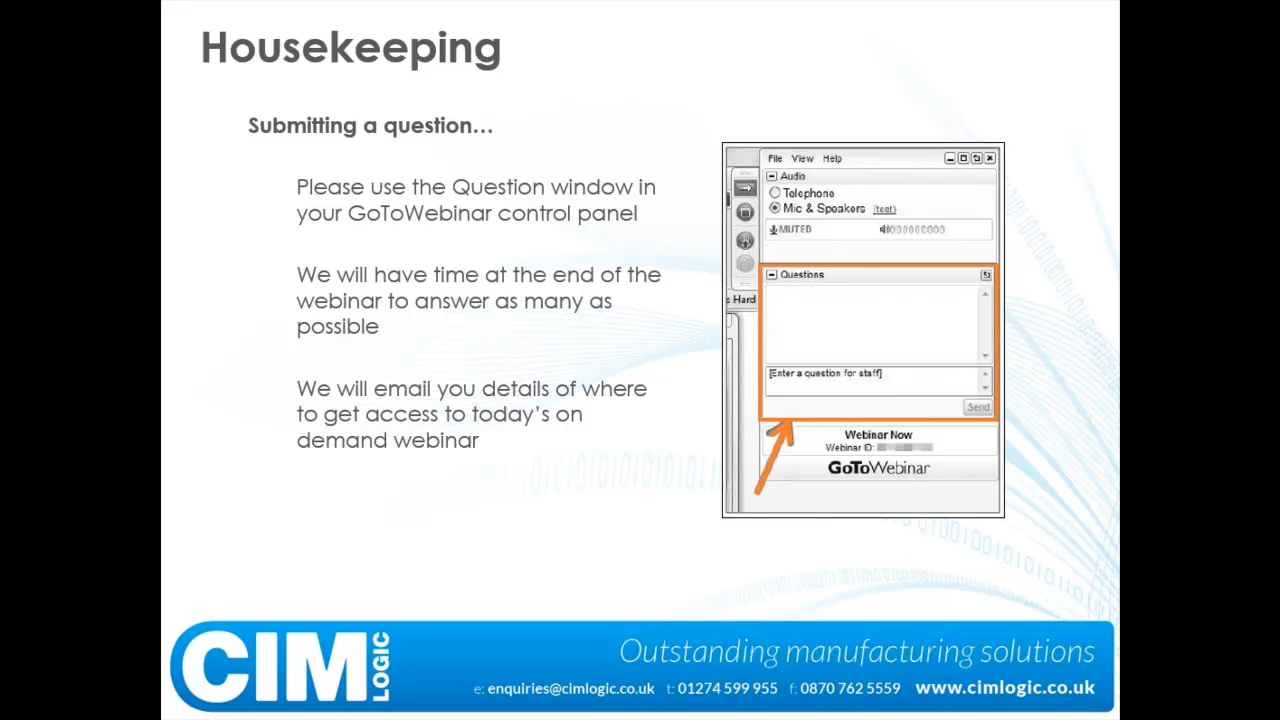 Housekeeping
Submitting a question…
Please use the Question window in
your GoToWebinar control panel
We will have time at the end of the
webinar to answer as many as
possible
We will email you details of where
to get access to today's on
demand webinar
File View Help
Audio
Telephone
Mic & Speakers (test)
MUTED
Questions
s Hard
[Enter a question for staff]
Send
Webinar Now
Webinar ID:
GoToWebinar
CIM LOGIC
Outstanding manufacturing solutions
e: enquiries@cimlogic.co.uk t: 01274 599 955 f: 0870 762 5559 www.cimlogic.co.uk